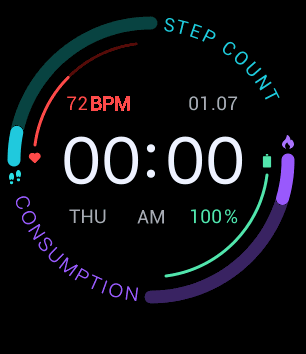 STEP COUNT
72BPM 01.07
00:00
THU AM 100%
CONSUMPTION